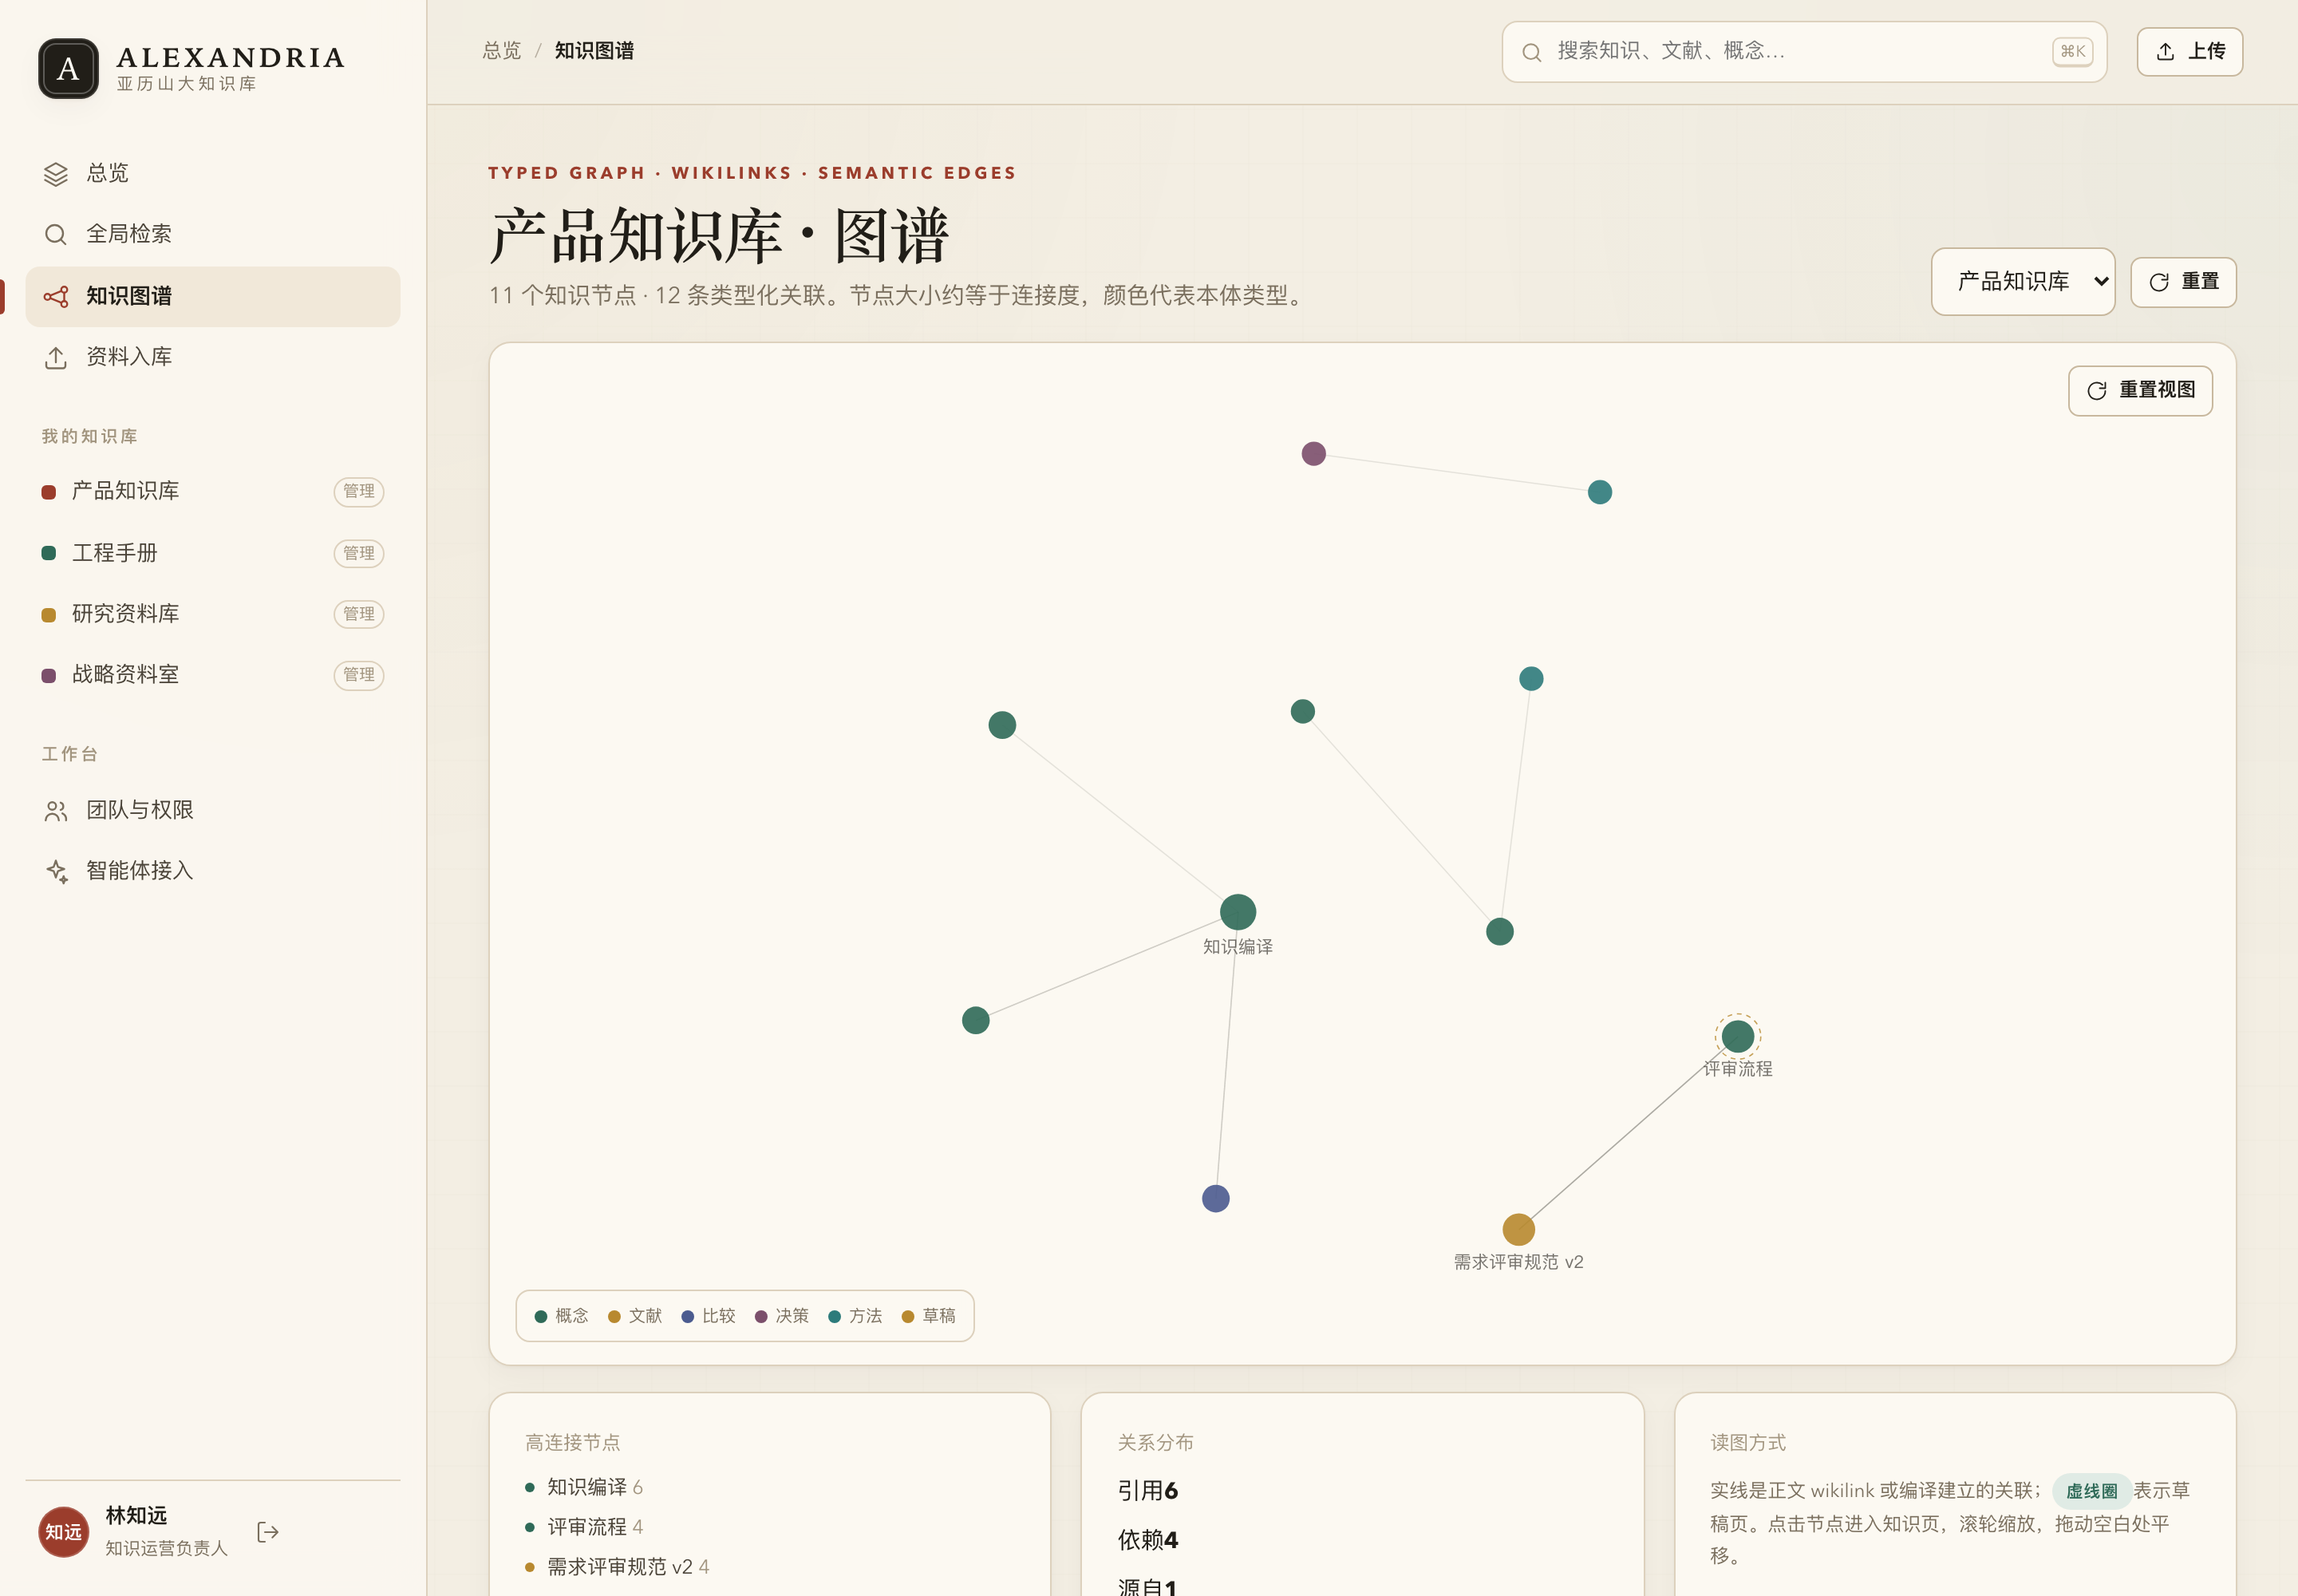 A
ALEXANDRIA
亚历山大知识库
总览
全局检索
知识图谱
资料入库
我的知识库
产品知识库 管理
工程手册 管理
研究资料库 管理
战略资料室 管理
工作台
团队与权限
智能体接入
知远
林知远
知识运营负责人
总览 / 知识图谱
搜索知识、文献、概念…
⌘K
上传
TYPED GRAPH · WIKILINKS · SEMANTIC EDGES
产品知识库 · 图谱
11 个知识节点 · 12 条类型化关联。节点大小约等于连接度，颜色代表本体类型。
产品知识库
重置
重置视图
知识编译
评审流程
需求评审规范 v2
概念 文献 比较 决策 方法 草稿
高连接节点
知识编译 6
评审流程 4
需求评审规范 v2 4
关系分布
引用6
依赖4
源自1
读图方式
实线是正文 wikilink 或编译建立的关联； 虚线圈 表示草
稿页。点击节点进入知识页，滚轮缩放，拖动空白处平
移。